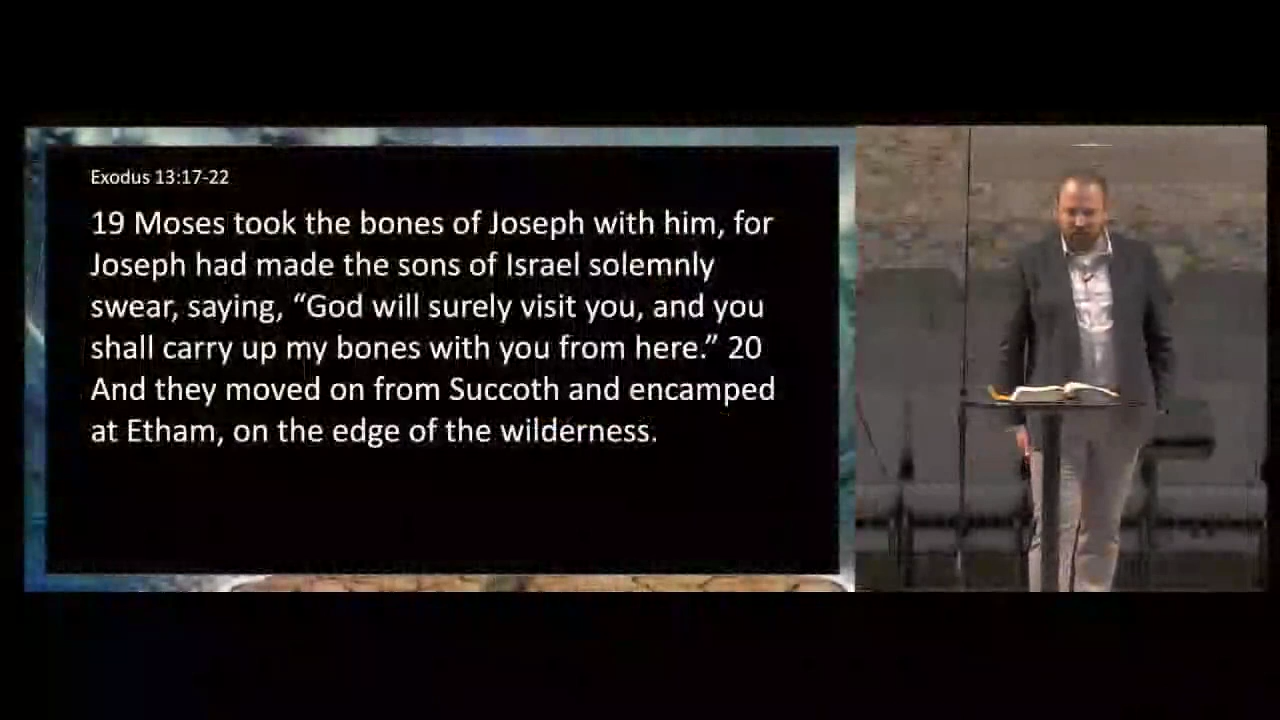 Exodus 13:17-22
19 Moses took the bones of Joseph with him, for
Joseph had made the sons of Israel solemnly
swear, saying, “God will surely visit you, and you
shall carry up my bones with you from here.” 20
And they moved on from Succoth and encamped
at Etham, on the edge of the wilderness.